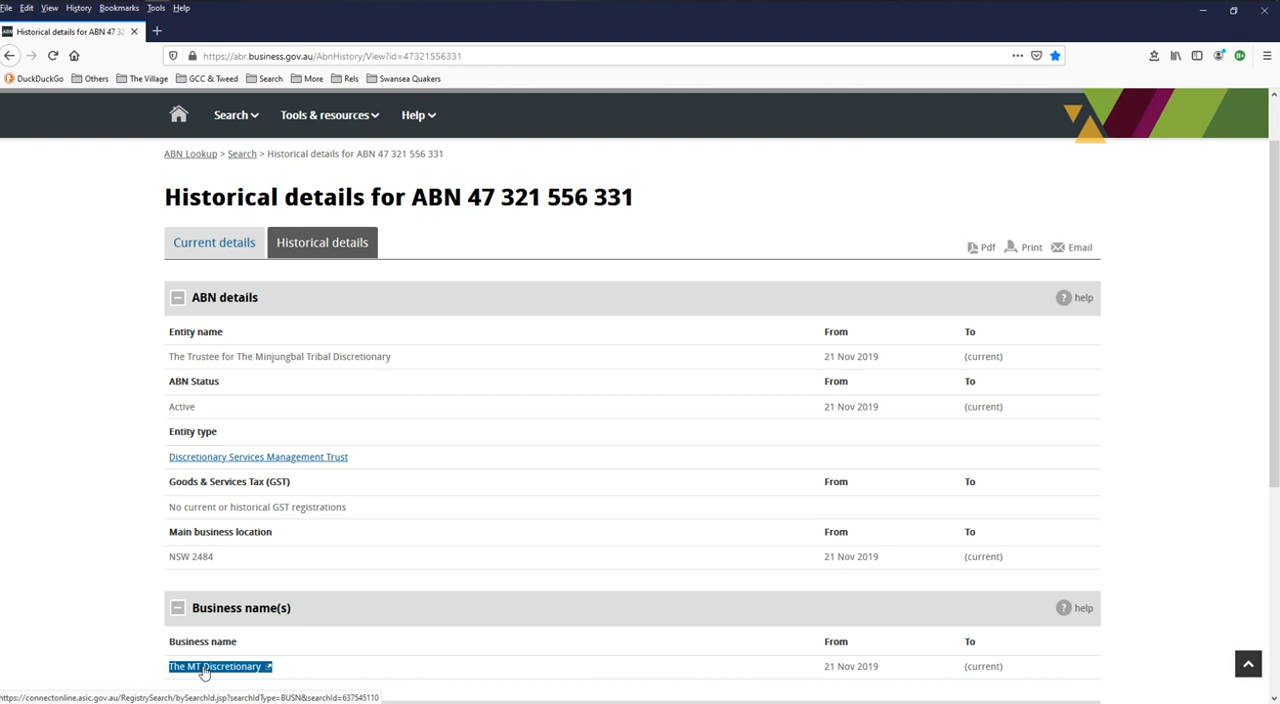 File Edit View History Bookmarks Tools Help
Historical details for ABN 47 32
https://abr.business.gov.au/AbnHistory/View?id=47321556331
DuckDuckGo Others The Village GCC & Tweed Search More Rels Swansea Quakers
Search Tools & resources Help
ABN Lookup > Search > Historical details for ABN 47 321 556 331
Historical details for ABN 47 321 556 331
Current details Historical details
Pdf Print Email
ABN details help
Entity name From To
The Trustee for The Minjungbal Tribal Discretionary 21 Nov 2019 (current)
ABN Status From To
Active 21 Nov 2019 (current)
Entity type
Discretionary Services Management Trust
Goods & Services Tax (GST) From To
No current or historical GST registrations
Main business location From To
NSW 2484 21 Nov 2019 (current)
Business name(s) help
Business name From To
The MT Discretionary 21 Nov 2019 (current)
https://connectonline.asic.gov.au/RegistrySearch/bySearchId.jsp?searchIdType=BUSN&searchId=637545110